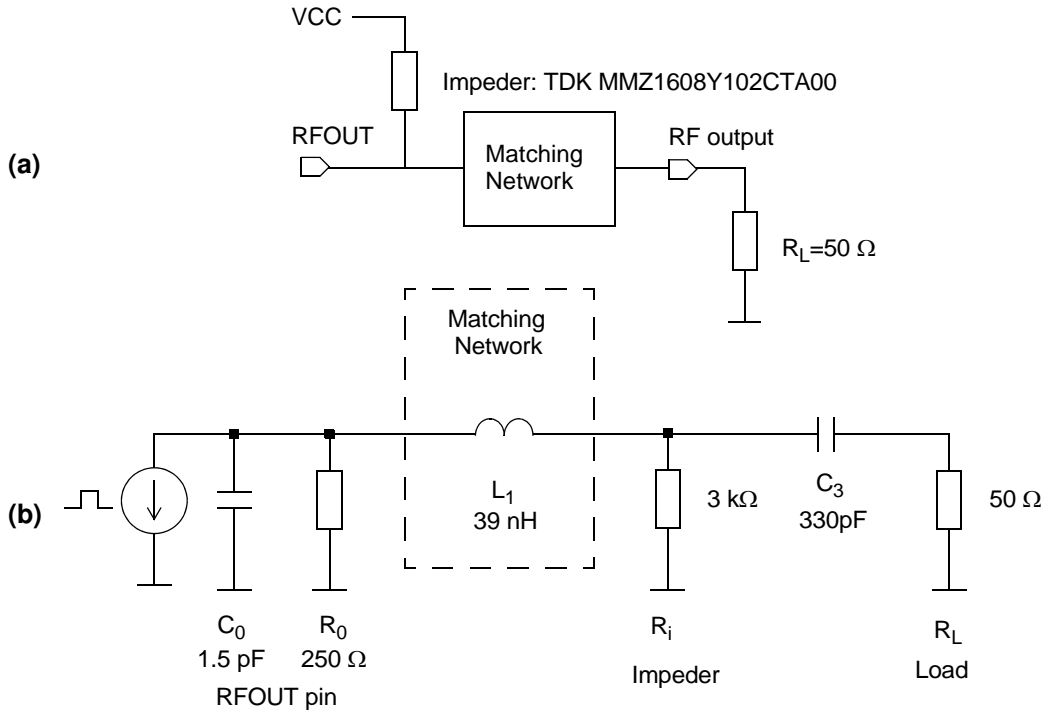 VCC
Impeder: TDK MMZ1608Y102CTA00
RFOUT
RF output
(a)
Matching
Network
R_L=50 Ω
Matching
Network
(b)
L_1
39 nH
3 kΩ
C_3
330pF
50 Ω
C_0
1.5 pF
R_0
250 Ω
RFOUT pin
R_i
Impeder
R_L
Load